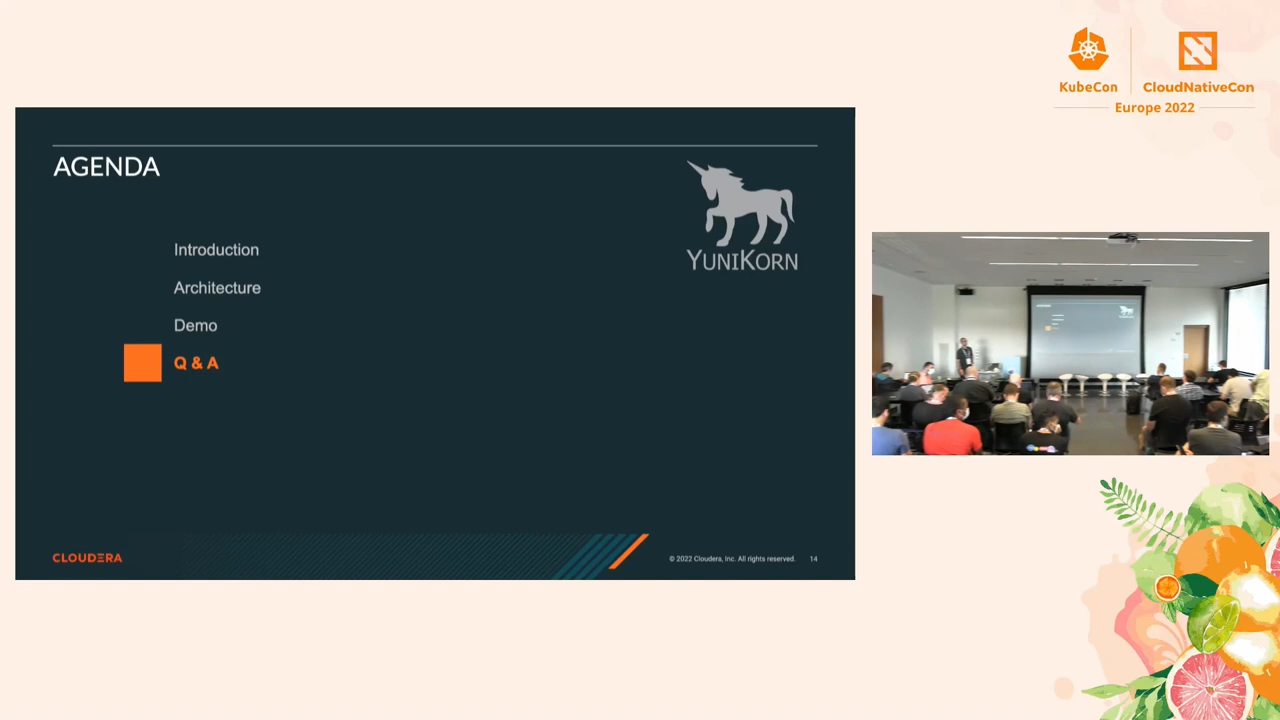 KubeCon
CloudNativeCon
Europe 2022
AGENDA
YUNIKORN
Introduction
Architecture
Demo
Q & A
CLOUDERA
© 2022 Cloudera, Inc. All rights reserved. 14